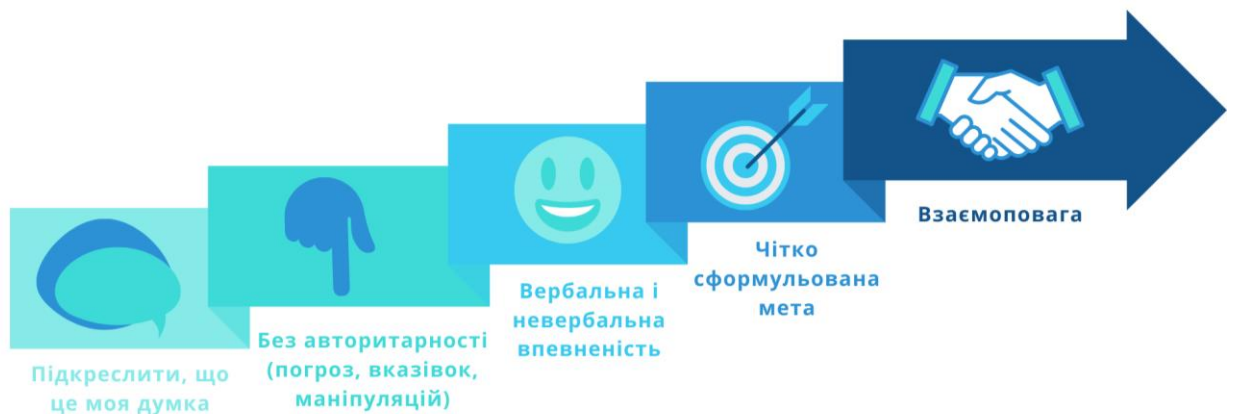 Підкреслити, що
це моя думка
Без авторитарності
(погроз, вказівок,
маніпуляцій)
Вербальна і
невербальна
впевненість
Чітко
сформульована
мета
Взаємоповага